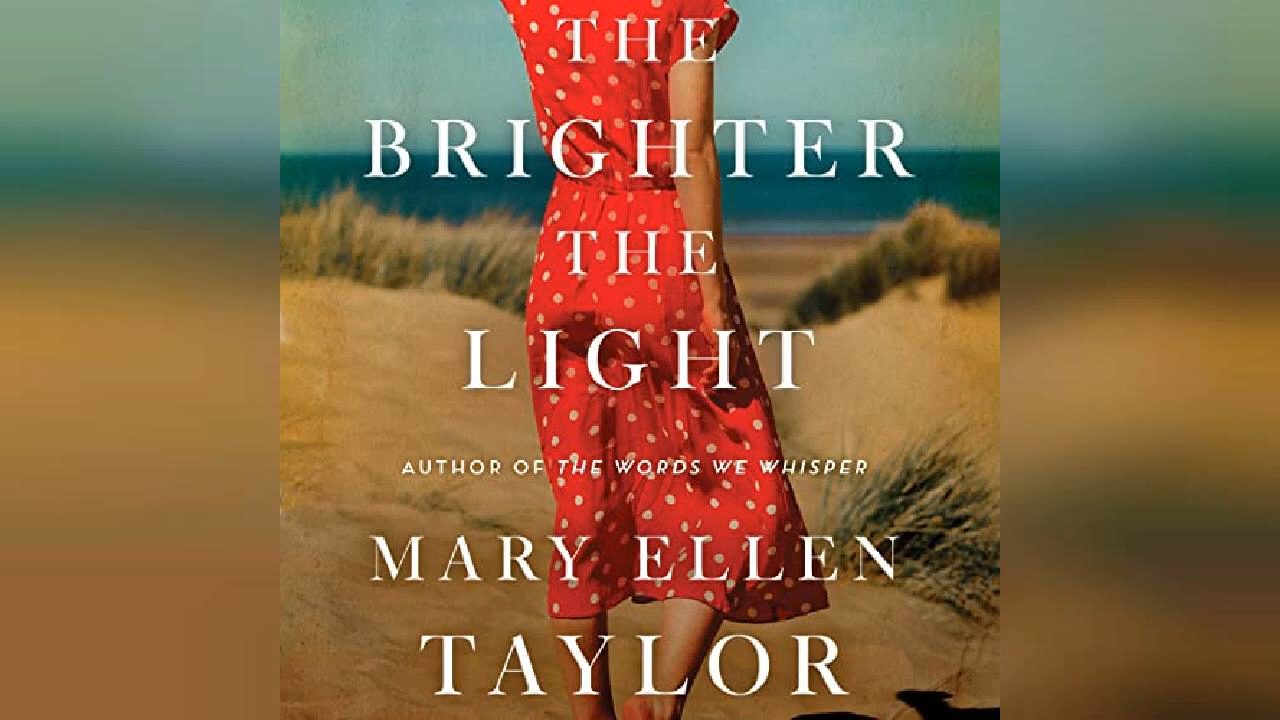 THE
BRIGHTER
THE
LIGHT
AUTHOR OF THE WORDS WE WHISPER
MARY ELLEN
TAYLOR